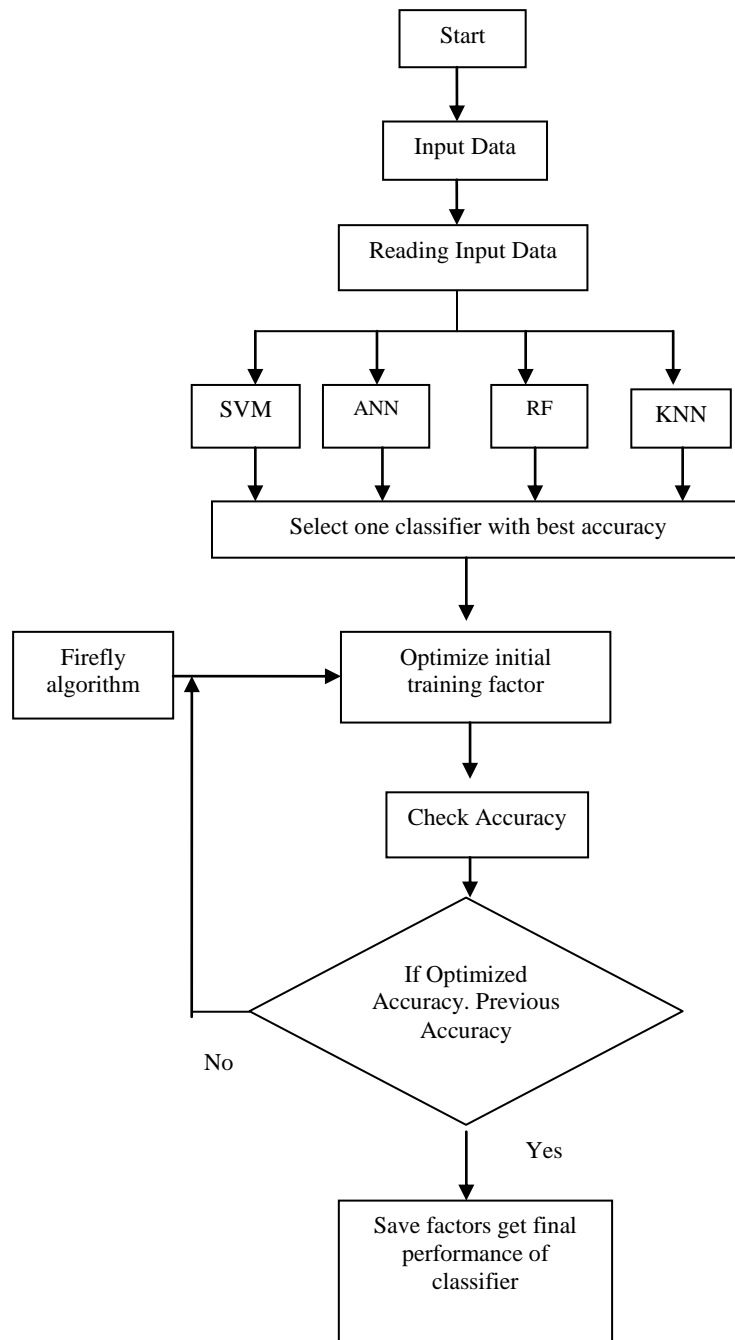 Start
Input Data
Reading Input Data
SVM
ANN
RF
KNN
Select one classifier with best accuracy
Firefly
algorithm
Optimize initial
training factor
Check Accuracy
If Optimized
Accuracy. Previous
Accuracy
No
Yes
Save factors get final
performance of
classifier